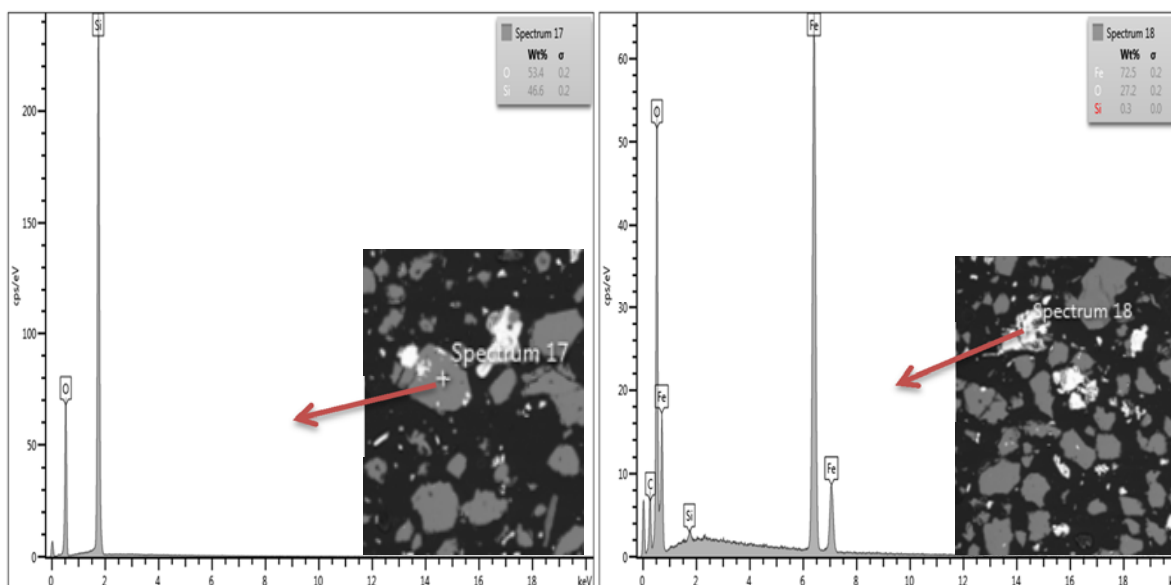 Si
Spectrum 17
Wt% σ
O 53.4 0.2
Si 46.6 0.2
200
150
cps/eV
100
O
50
0
Spectrum 17
0 2 4 6 8 10 12 14 16 18 keV
Fe
Spectrum 18
Wt% σ
Fe 72.5 0.2
O 27.2 0.2
Si 0.3 0.0
60
O
50
40
cps/eV
30
20
Fe
10
Fe
C
Si
0
Spectrum 18
0 2 4 6 8 10 12 14 16 18